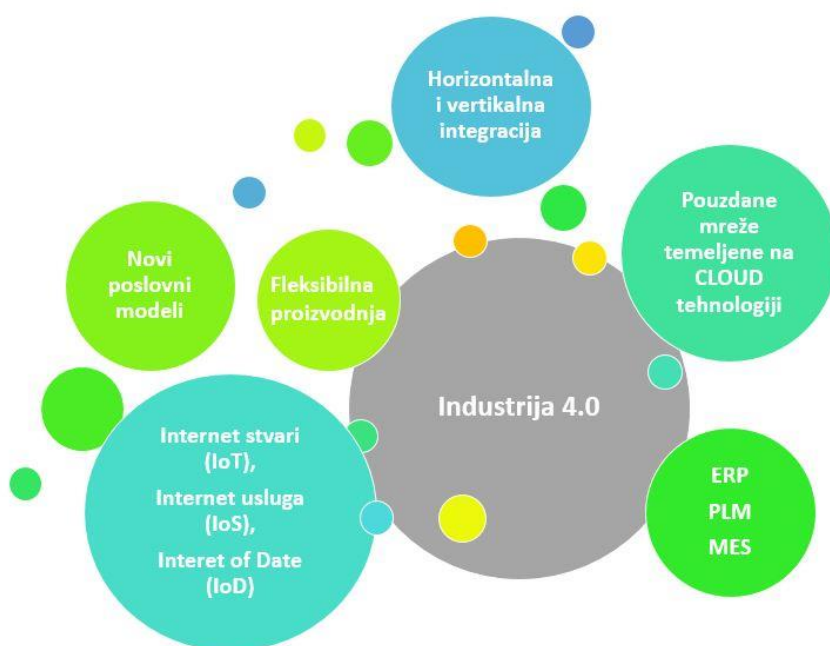 Horizontalna
i vertikalna
integracija
Pouzdane
mreže
temeljene na
CLOUD
tehnologiji
Novi
poslovni
modeli
Fleksibilna
proizvodnja
Industrija 4.0
Internet stvari
(IoT),
Internet usluga
(IoS),
Interet of Date
(IoD)
ERP
PLM
MES